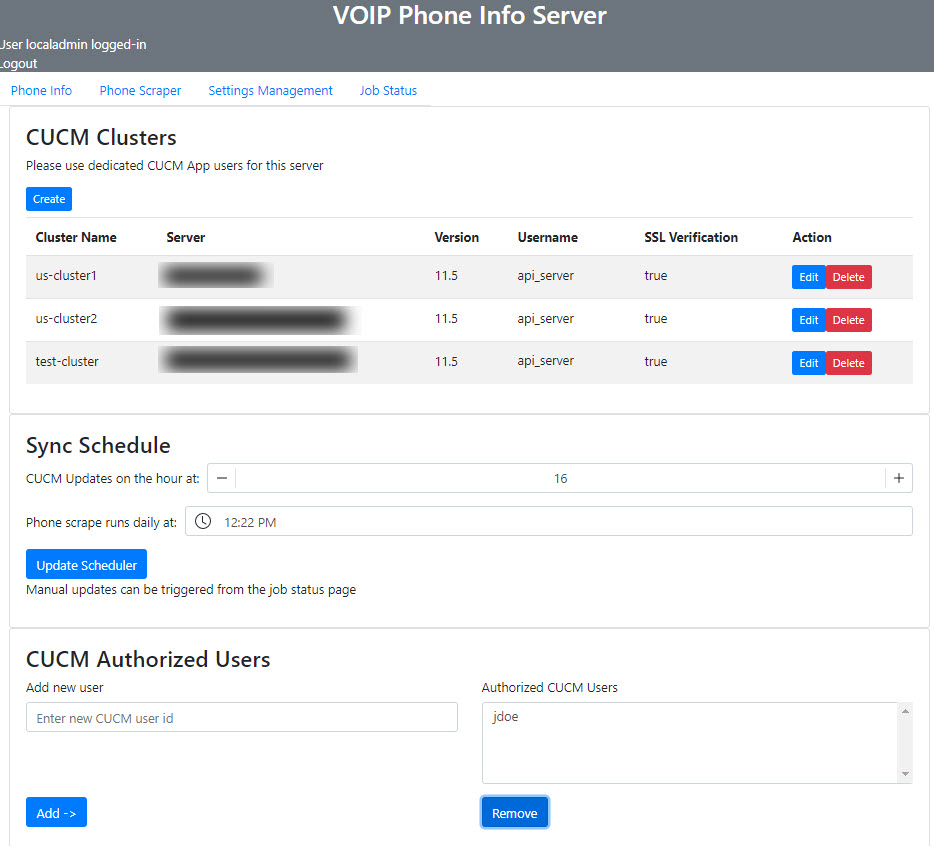 VOIP Phone Info Server
User localadmin logged-in
Logout
Phone Info Phone Scraper Settings Management Job Status
CUCM Clusters
Please use dedicated CUCM App users for this server
Create
Cluster Name Server Version Username SSL Verification Action
us-cluster1 11.5 api_server true Edit Delete
us-cluster2 11.5 api_server true Edit Delete
test-cluster 11.5 api_server true Edit Delete
Sync Schedule
CUCM Updates on the hour at: − 16 +
Phone scrape runs daily at: 12:22 PM
Update Scheduler
Manual updates can be triggered from the job status page
CUCM Authorized Users
Add new user Authorized CUCM Users
Enter new CUCM user id jdoe
Add -> Remove